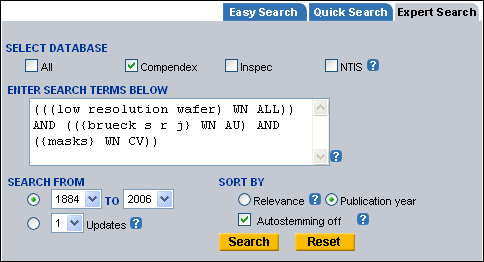 Easy Search Quick Search Expert Search
SELECT DATABASE
All Compendex Inspec NTIS ?
ENTER SEARCH TERMS BELOW
(((low resolution wafer) WN ALL))
AND (({brueck s r j} WN AU) AND
({masks} WN CV))
?
SEARCH FROM SORT BY
1884 TO 2006 Relevance ? Publication year
1 Updates ? Autostemming off ?
Search Reset